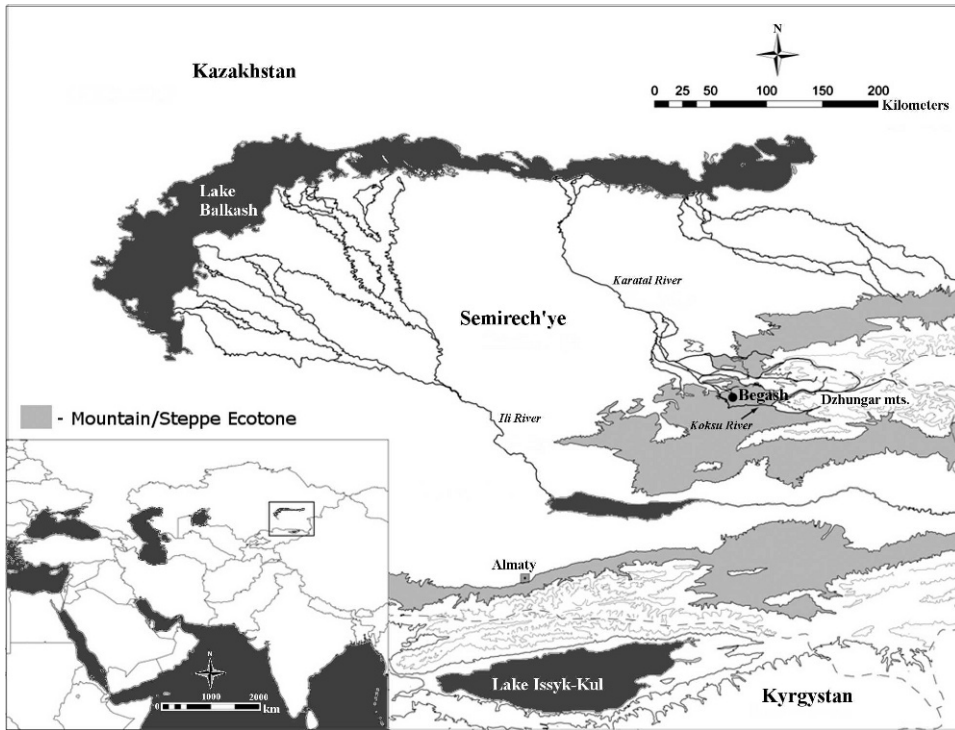 N
Kazakhstan
0 25 50 100 150 200
Kilometers
Lake
Balkash
Karatal River
Semirech'ye
Begash
Dzhungar mts.
- Mountain/Steppe Ecotone
Ili River
Koksu River
Almaty
N
Lake Issyk-Kul
Kyrgystan
0 1000 2000
km